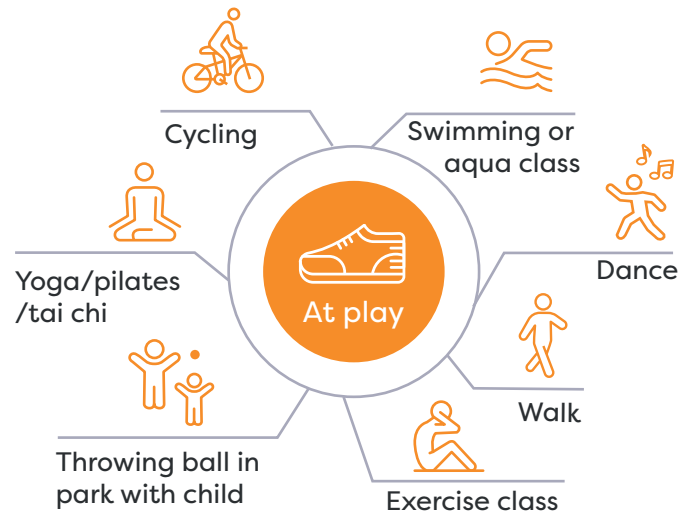 Cycling
Swimming or
aqua class
Dance
Yoga/pilates
/tai chi
At play
Walk
Throwing ball in
park with child
Exercise class